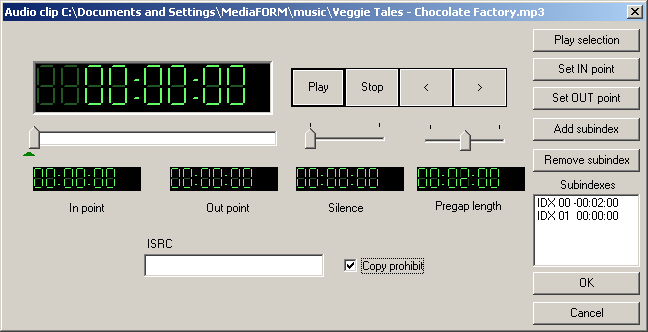 Audio clip C:\Documents and Settings\MediaFORM\music\Veggie Tales - Chocolate Factory.mp3
Play selection
00:00:00
Play
Stop
<
>
Set IN point
Set OUT point
Add subindex
Remove subindex
00:00:00
00:00:00
00:00:00
00:02:00
In point
Out point
Silence
Pregap length
Subindexes
IDX 00 -00:02:00
IDX 01 00:00:00
ISRC
Copy prohibit
OK
Cancel